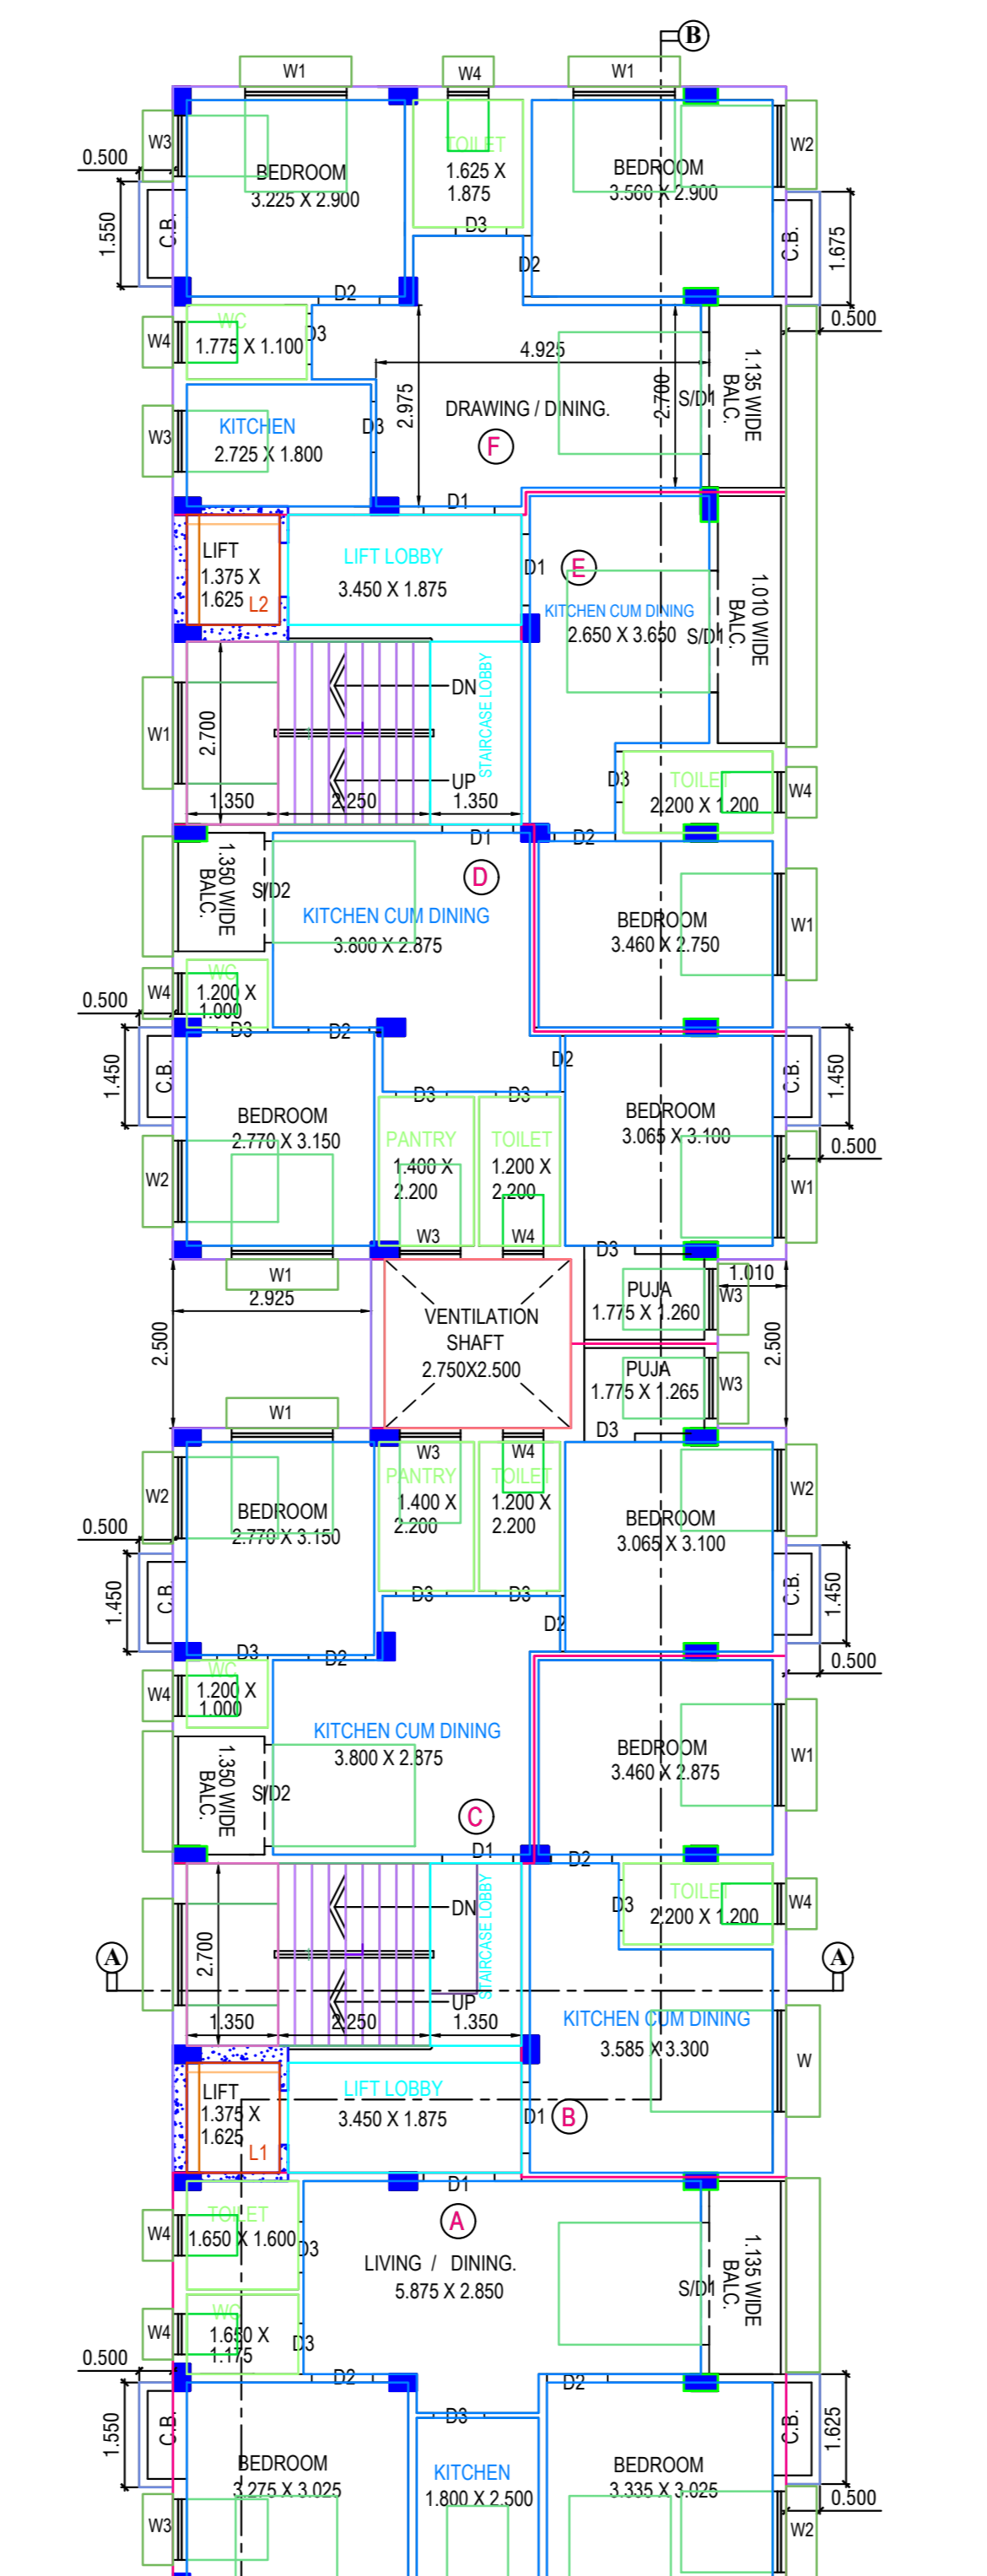 B
W1
W4
W1
W3
TOILET
W2
0.500
BEDROOM
3.225 X 2.900
1.625 X
1.875
BEDROOM
3.560 X 2.900
1.550
C.B.
D3
C.B.
1.675
D2
D2
0.500
WC
W4
1.775 X 1.100
D3
4.925
2.975
2.700
S/D1
1.135 WIDE
BALC.
DRAWING / DINING.
W3
KITCHEN
D3
2.725 X 1.800
F
D1
LIFT
1.375 X
1.625
L2
LIFT LOBBY
3.450 X 1.875
D1
E
KITCHEN CUM DINING
2.650 X 3.650
S/D1
1.010 WIDE
BALC.
DN
STAIRCASE LOBBY
W1
2.700
UP
D3
TOILET
2.200 X 1.200
W4
1.350
2.250
1.350
D1
D2
1.350 WIDE
BALC.
S/D2
D
KITCHEN CUM DINING
3.800 X 2.875
BEDROOM
3.460 X 2.750
W1
WC
W4
1.200 X
1.000
0.500
D3
D2
1.450
C.B.
D2
C.B.
1.450
D3
D3
BEDROOM
2.770 X 3.150
BEDROOM
3.065 X 3.100
PANTRY
1.400 X
2.200
TOILET
1.200 X
2.200
0.500
W2
W1
W3
W4
D3
W1
2.925
2.500
VENTILATION
SHAFT
2.750X2.500
PUJA
1.775 X 1.260
W3
1.010
2.500
PUJA
1.775 X 1.265
W3
W1
D3
W3
W4
W2
PANTRY
1.400 X
2.200
TOILET
1.200 X
2.200
W2
BEDROOM
2.770 X 3.150
BEDROOM
3.065 X 3.100
0.500
1.450
C.B.
D3
D3
C.B.
1.450
D2
D3
D2
0.500
WC
W4
1.200 X
1.000
KITCHEN CUM DINING
3.800 X 2.875
BEDROOM
3.460 X 2.875
W1
1.350 WIDE
BALC.
S/D2
C
D1
D2
TOILET
2.200 X 1.200
D3
W4
DN
STAIRCASE LOBBY
2.700
A
A
UP
1.350
2.250
1.350
KITCHEN CUM DINING
3.585 X 3.300
W
LIFT
1.375 X
1.625
L1
LIFT LOBBY
3.450 X 1.875
D1
B
D1
TOILET
A
W4
1.650 X 1.600
D3
LIVING / DINING.
5.875 X 2.850
S/D1
1.135 WIDE
BALC.
WC
W4
1.650 X
1.175
D3
0.500
D2
D2
1.550
C.B.
D3
C.B.
1.625
BEDROOM
3.275 X 3.025
KITCHEN
1.800 X 2.500
BEDROOM
3.335 X 3.025
0.500
W3
W2